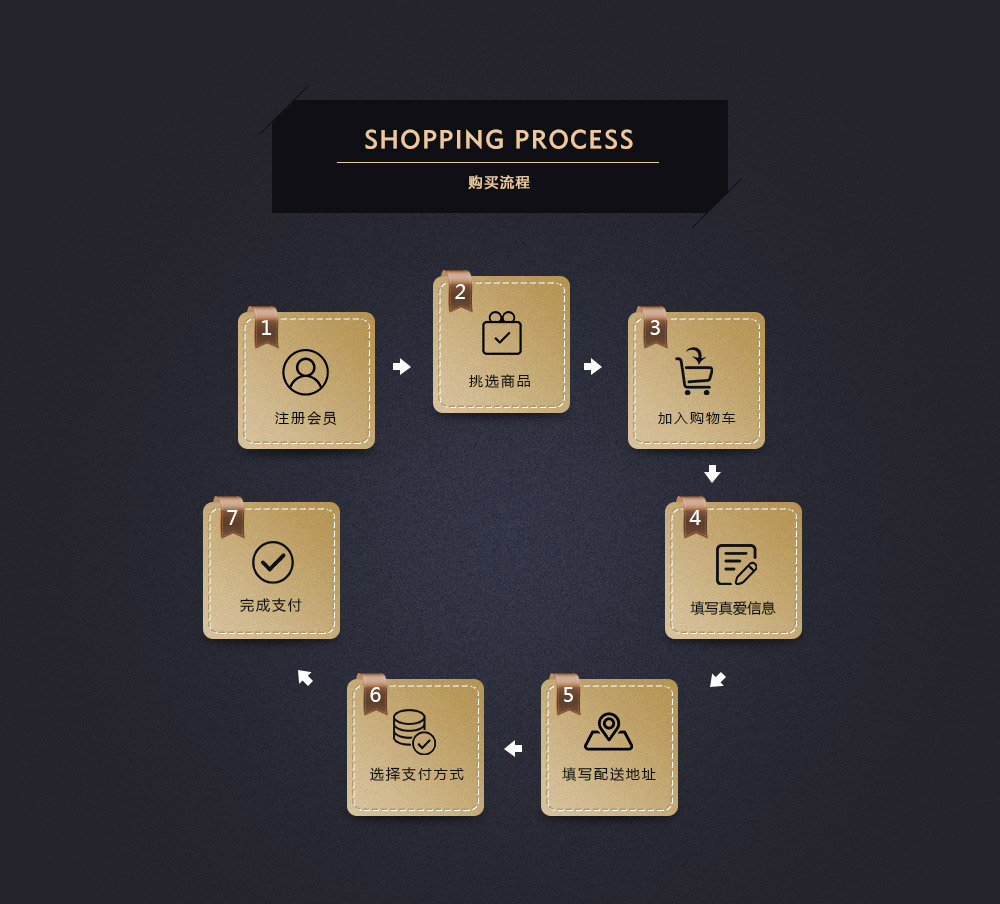 SHOPPING PROCESS
购买流程
1
注册会员
2
挑选商品
3
加入购物车
4
填写真爱信息
5
填写配送地址
6
选择支付方式
7
完成支付